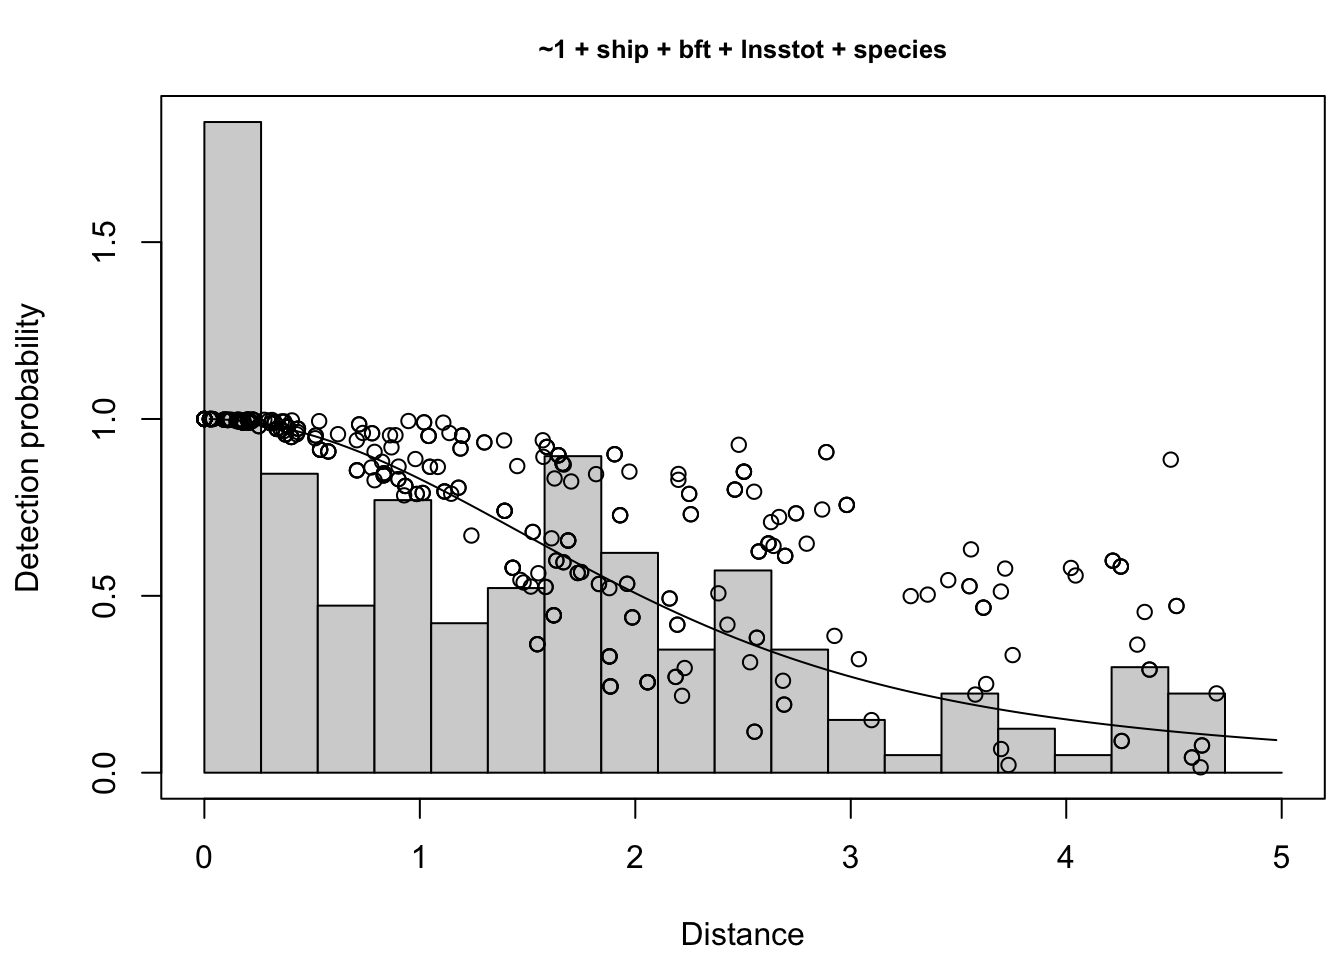 ~1 + ship + bft + lnsstot + species
Detection probability
1.5
1.0
0.5
0.0
0 1 2 3 4 5
Distance